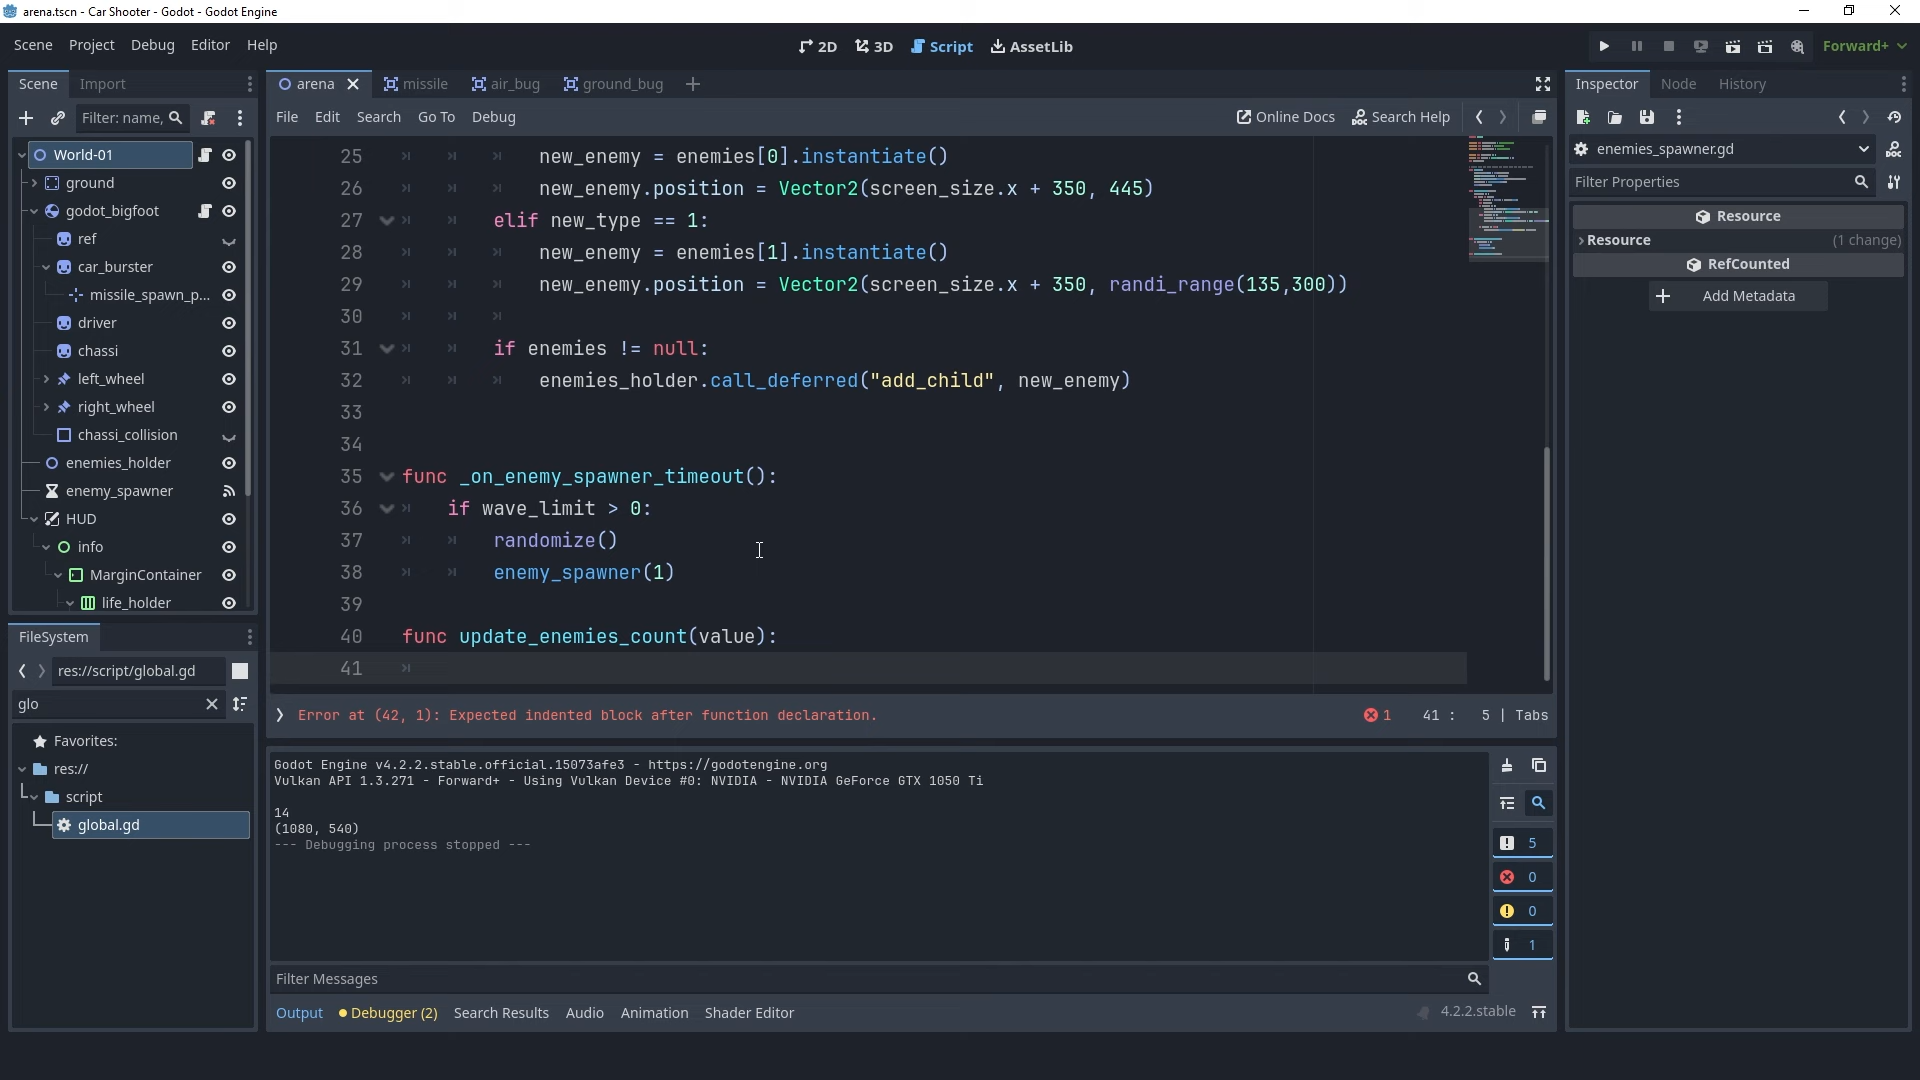 arena.tscn - Car Shooter - Godot - Godot Engine
Scene Project Debug Editor Help
2D 3D Script AssetLib
Forward+
Scene Import
arena missile air_bug ground_bug
Inspector Node History
Filter: name,
File Edit Search Go To Debug
Online Docs Search Help
World-01
ground
godot_bigfoot
ref
car_burster
missile_spawn_p...
driver
chassi
left_wheel
right_wheel
chassi_collision
enemies_holder
enemy_spawner
HUD
info
MarginContainer
life_holder
25 new_enemy = enemies[0].instantiate()
26 new_enemy.position = Vector2(screen_size.x + 350, 445)
27 elif new_type == 1:
28 new_enemy = enemies[1].instantiate()
29 new_enemy.position = Vector2(screen_size.x + 350, randi_range(135,300))
30
31 if enemies != null:
32 enemies_holder.call_deferred("add_child", new_enemy)
33
34
35 func _on_enemy_spawner_timeout():
36 if wave_limit > 0:
37 randomize()
38 enemy_spawner(1)
39
40 func update_enemies_count(value):
41
Error at (42, 1): Expected indented block after function declaration.
1 41 : 5 | Tabs
enemies_spawner.gd
Filter Properties
Resource
Resource (1 change)
RefCounted
Add Metadata
FileSystem
res://script/global.gd
glo
Favorites:
res://
script
global.gd
Godot Engine v4.2.2.stable.official.15073afe3 - https://godotengine.org
Vulkan API 1.3.271 - Forward+ - Using Vulkan Device #0: NVIDIA - NVIDIA GeForce GTX 1050 Ti
14
(1080, 540)
--- Debugging process stopped ---
5
0
0
1
Filter Messages
Output Debugger (2) Search Results Audio Animation Shader Editor
4.2.2.stable